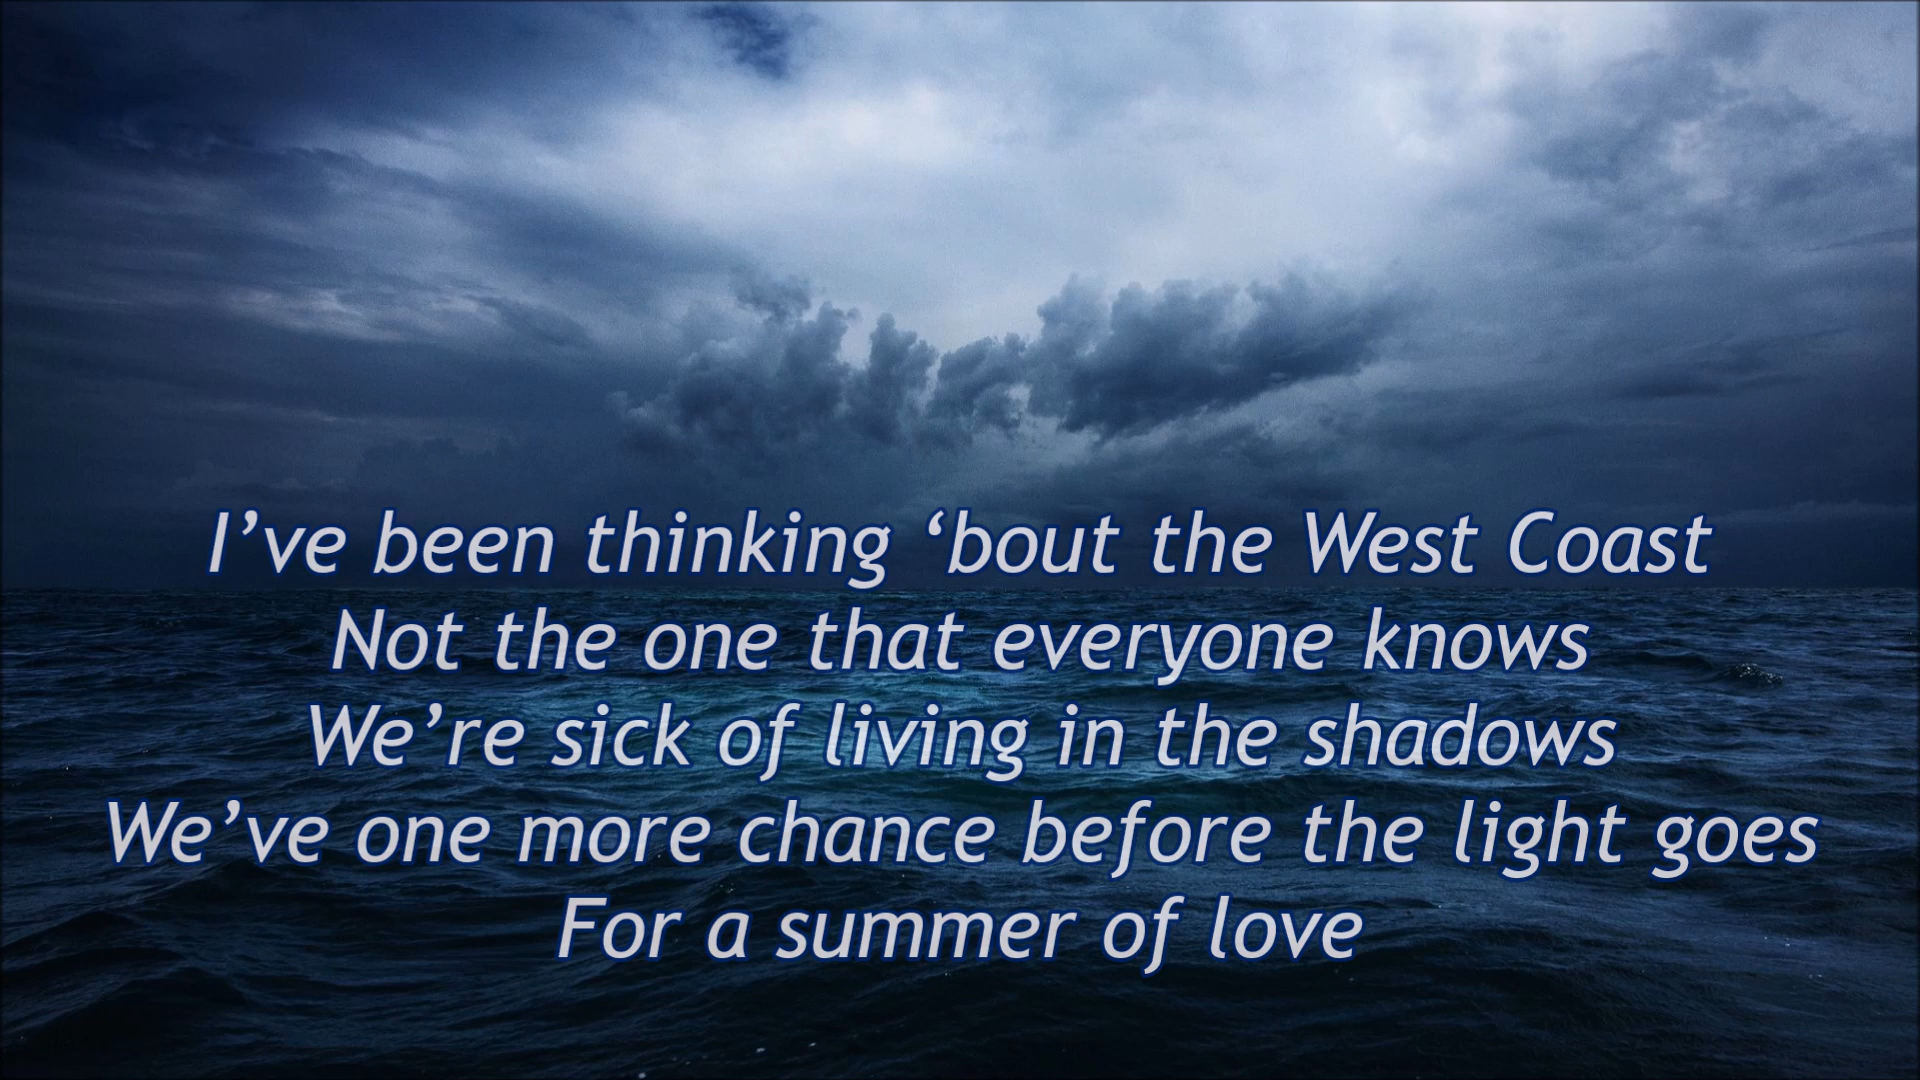 I’ve been thinking ‘bout the West Coast
Not the one that everyone knows
We’re sick of living in the shadows
We’ve one more chance before the light goes
For a summer of love